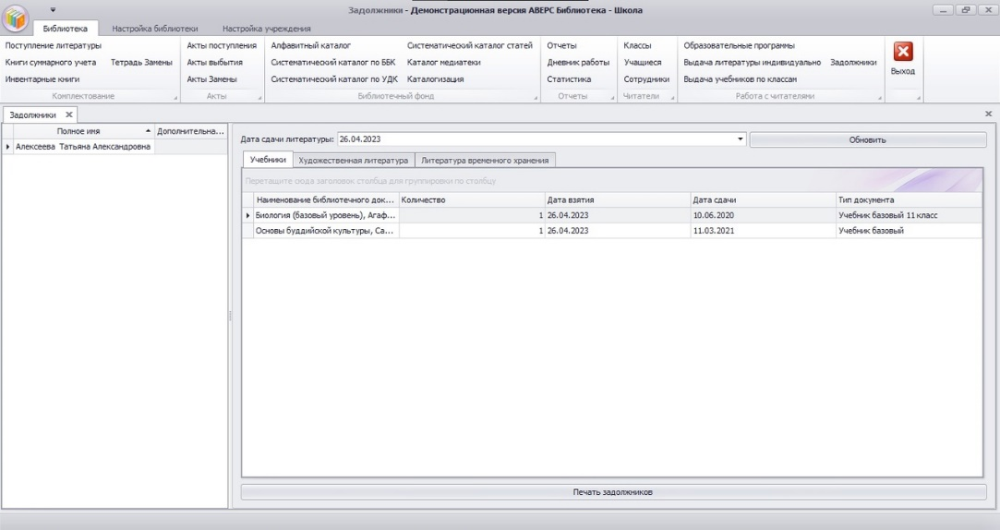 Задолжники - Демонстрационная версия АВЕРС Библиотека - Школа
Библиотека Настройка библиотеки Настройка учреждения
Поступление литературы Акты поступления Алфавитный каталог Систематический каталог статей Отчеты Классы Образовательные программы
Книги суммарного учета Тетрадь Замены Акты выбытия Систематический каталог по ББК Каталог медиатеки Дневник работы Учащиеся Выдача литературы индивидуально Задолжники
Выход
Инвентарные книги Акты Замены Систематический каталог по УДК Каталогизация Статистика Сотрудники Выдача учебников по классам
Комплектование Акты Библиотечный фонд Отчеты Читатели Работа с читателями
Задолжники
Полное имя Дополнительна...
Алексеева Татьяна Александровна
Дата сдачи литературы: 26.04.2023 Обновить
Учебники Художественная литература Литература временного хранения
Перетащите сюда заголовок столбца для группировки по столбцу
Наименование библиотечного док... Количество Дата взятия Дата сдачи Тип документа
Биология (базовый уровень), Агаф... 1 26.04.2023 10.06.2020 Учебник базовый 11 класс
Основы буддийской культуры, Са... 1 26.04.2023 11.03.2021 Учебник базовый
Печать задолжников